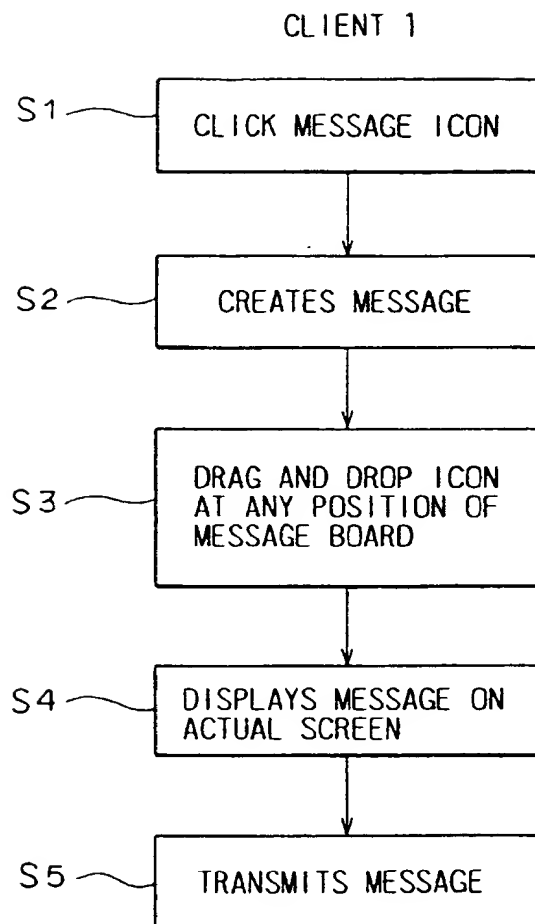 CLIENT 1
S1
CLICK MESSAGE ICON
S2
CREATES MESSAGE
S3
DRAG AND DROP ICON
AT ANY POSITION OF
MESSAGE BOARD
S4
DISPLAYS MESSAGE ON
ACTUAL SCREEN
S5
TRANSMITS MESSAGE